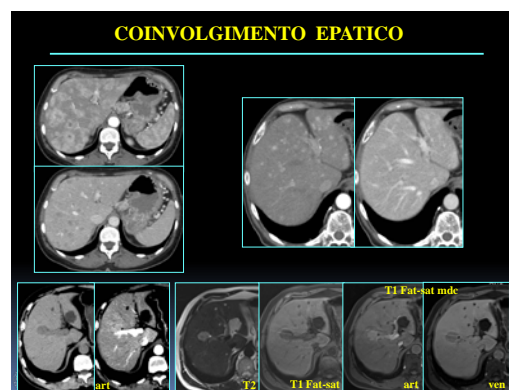 COINVOLGIMENTO EPATICO
T1 Fat-sat mdc
art
T2
T1 Fat-sat
art
ven